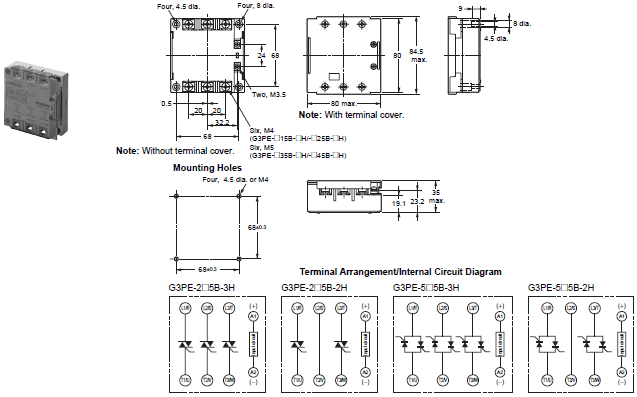 Four, 4.5 dia.
Four, 8 dia.
24
68
Two, M3.5
0.5
20
20
32.2
68
Six, M4
(G3PE-□15B-□H/-□25B-□H)
Six, M5
(G3PE-□35B-□H/-□45B-□H)
Note: Without terminal cover.
80
84.5
max.
80 max.
Note: With terminal cover.
9
8 dia.
4.5 dia.
Mounting Holes
Four, 4.5 dia. or M4
68±0.3
68±0.3
19.1
23.2
35
max.
Terminal Arrangement/Internal Circuit Diagram
G3PE-2□5B-3H
G3PE-2□5B-2H
G3PE-5□5B-3H
G3PE-5□5B-2H
L1/R L2/S L3/T (+) A1
L1/R L2/S L3/T (+) A1
L1/R L2/S L3/T (+) A1
L1/R L2/S L3/T (+) A1
T1/U T2/V T3/W A2 (−)
T1/U T2/V T3/W A2 (−)
T1/U T2/V T3/W A2 (−)
T1/U T2/V T3/W A2 (−)